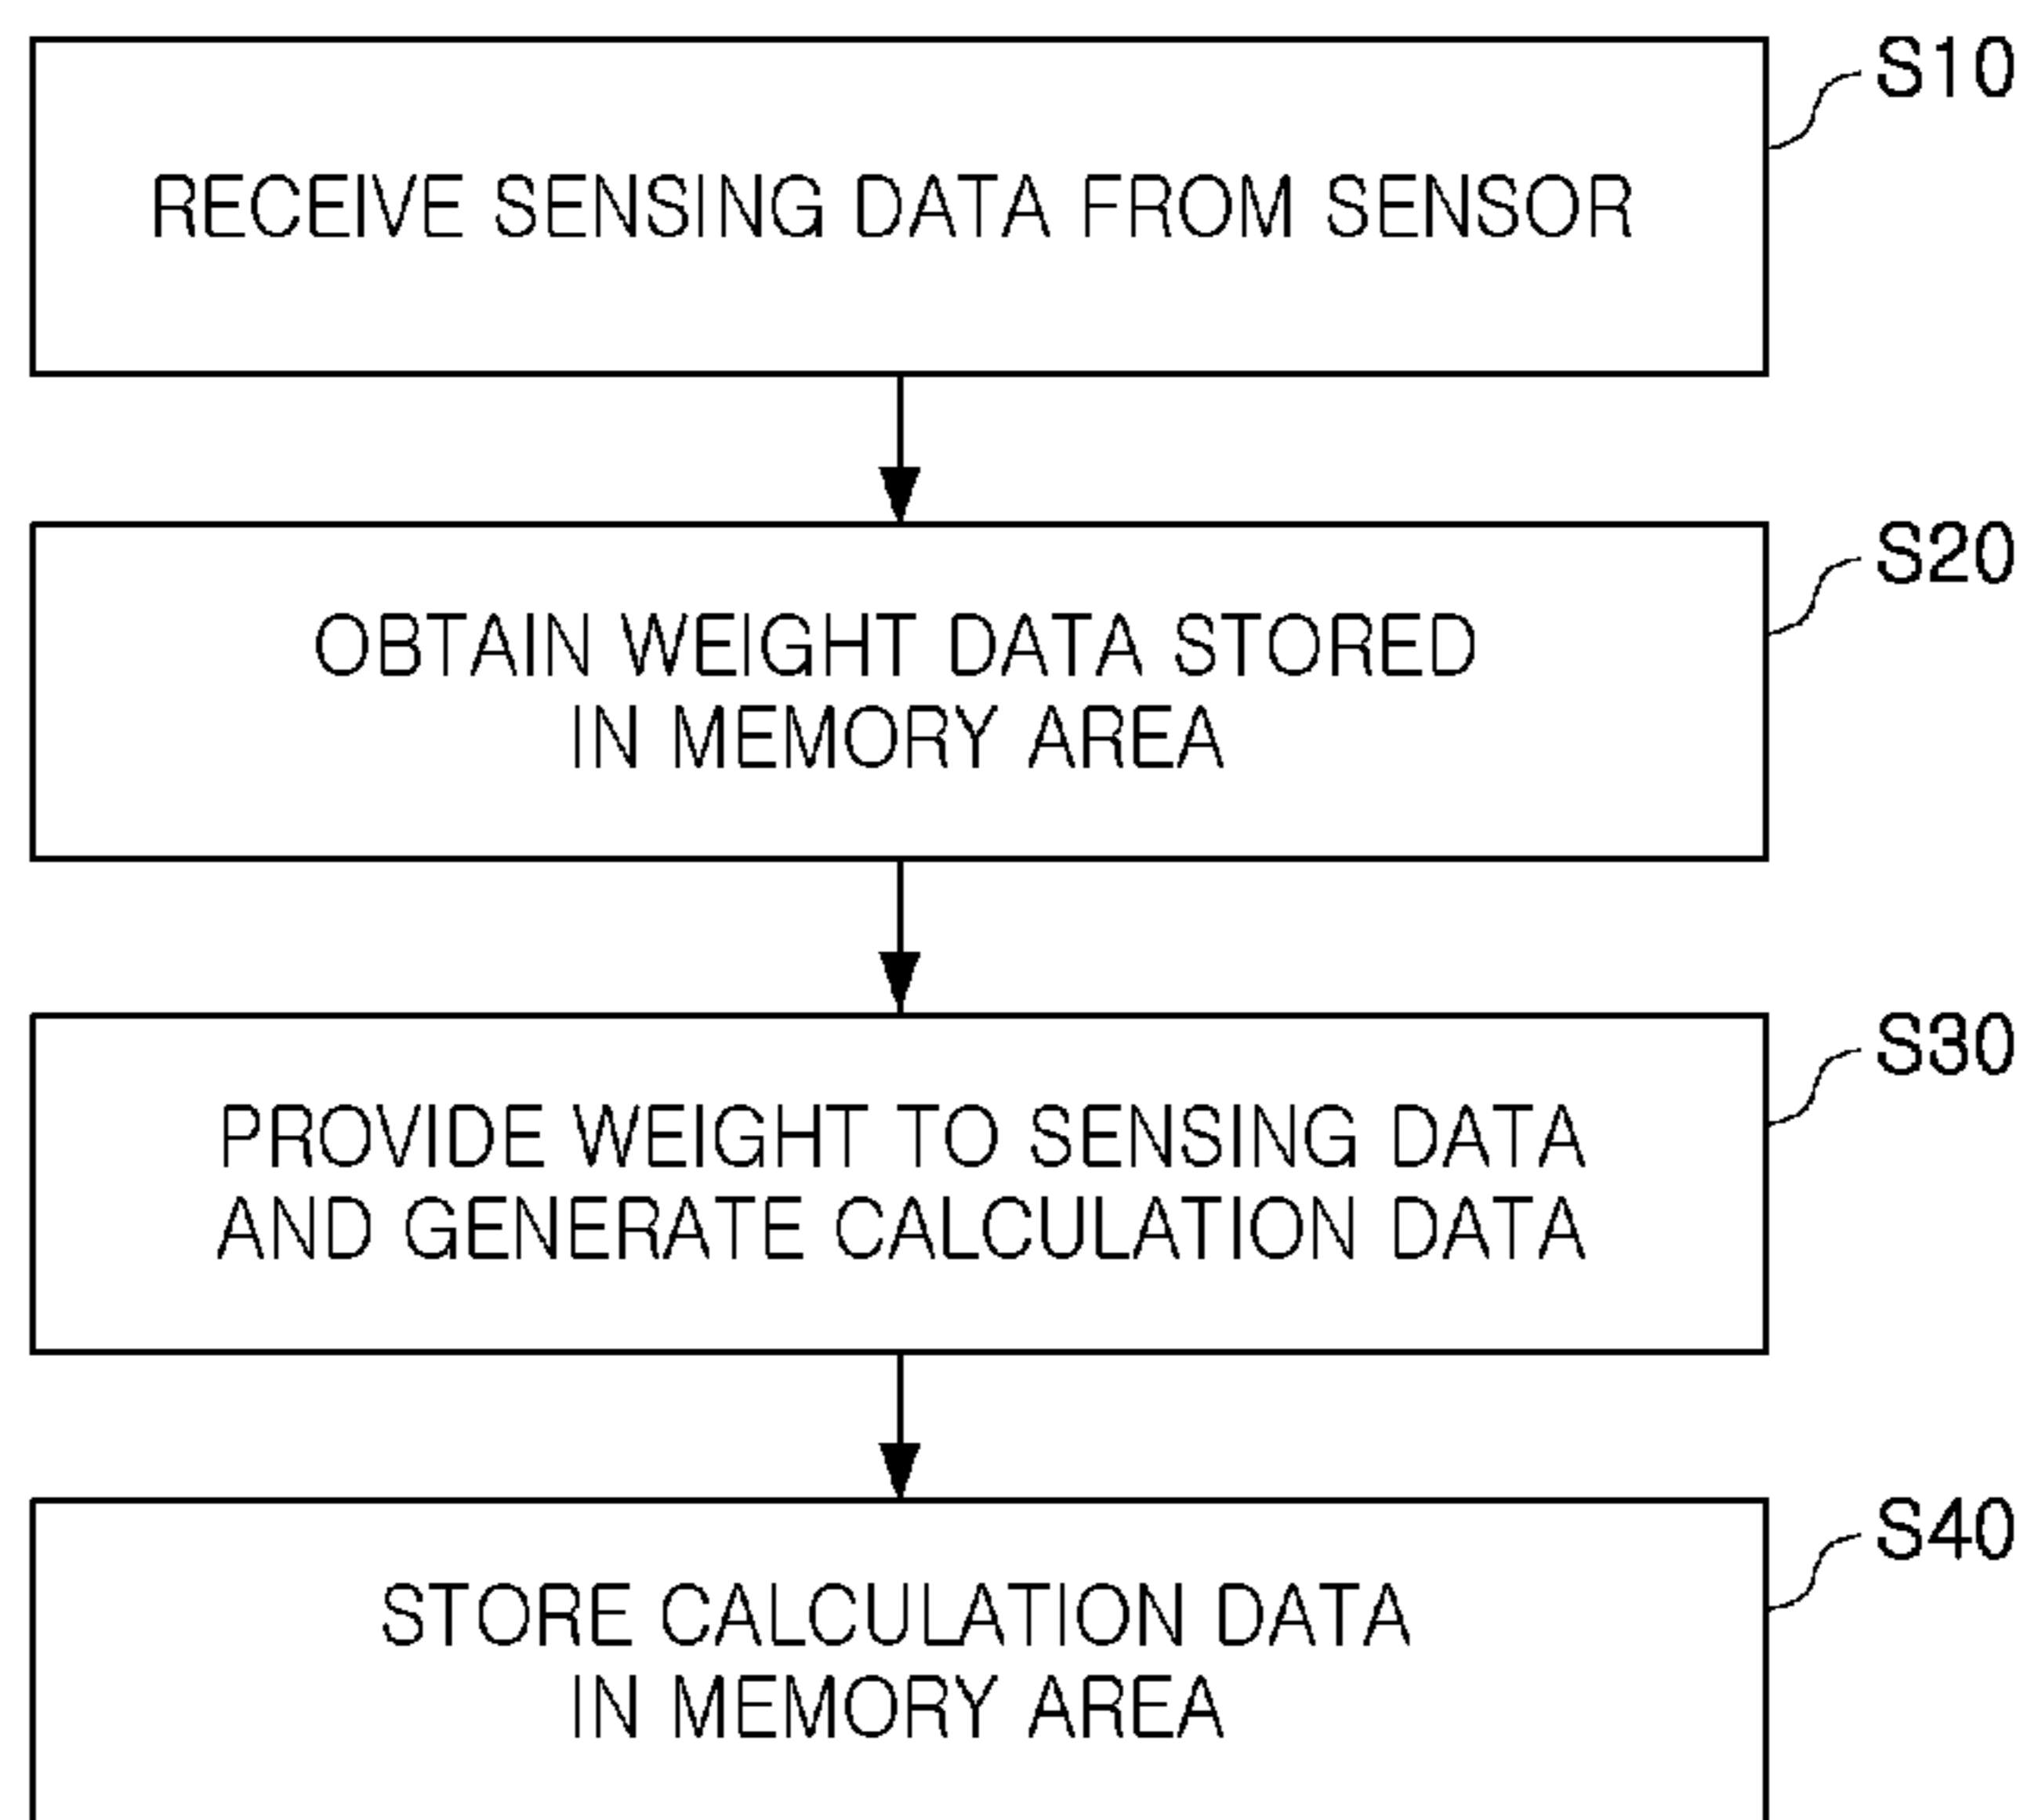 S10
RECEIVE SENSING DATA FROM SENSOR
S20
OBTAIN WEIGHT DATA STORED
IN MEMORY AREA
S30
PROVIDE WEIGHT TO SENSING DATA
AND GENERATE CALCULATION DATA
S40
STORE CALCULATION DATA
IN MEMORY AREA